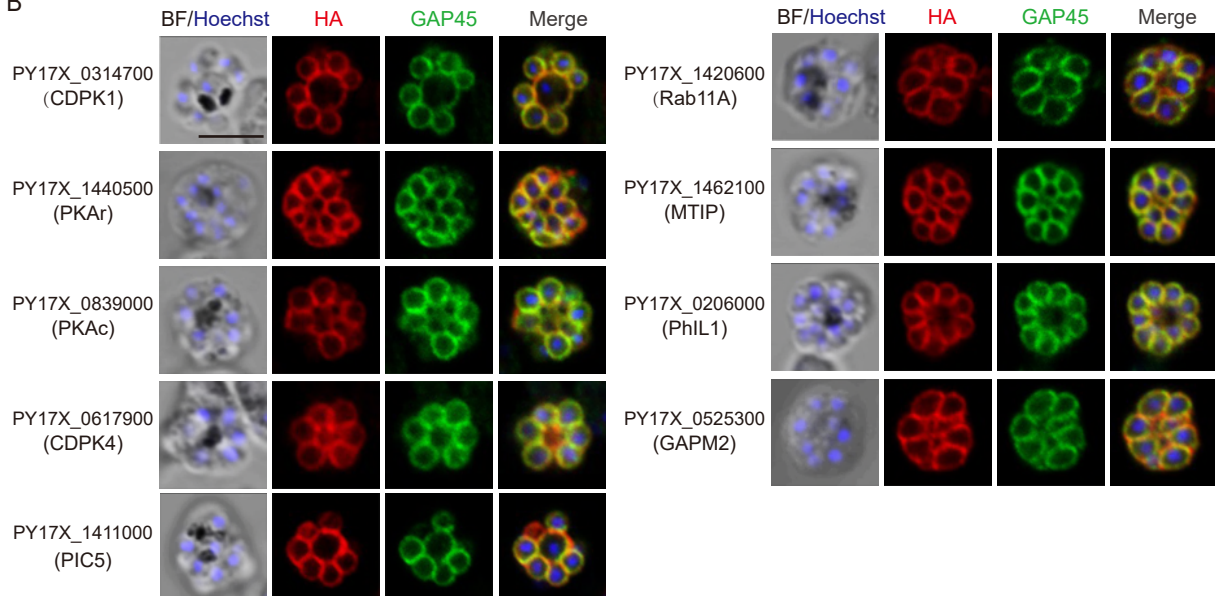 B
BF/Hoechst HA GAP45 Merge
PY17X_0314700
(CDPK1)
PY17X_1440500
(PKAr)
PY17X_0839000
(PKAc)
PY17X_0617900
(CDPK4)
PY17X_1411000
(PIC5)
BF/Hoechst HA GAP45 Merge
PY17X_1420600
(Rab11A)
PY17X_1462100
(MTIP)
PY17X_0206000
(PhIL1)
PY17X_0525300
(GAPM2)